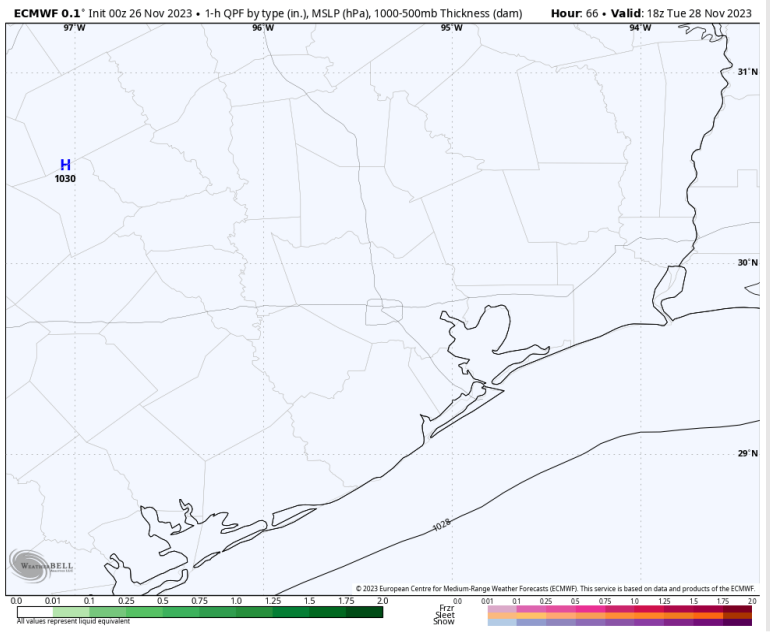 ECMWF 0.1° Init 00z 26 Nov 2023 • 1-h QPF by type (in.), MSLP (hPa), 1000-500mb Thickness (dam) Hour: 66 • Valid: 18z Tue 28 Nov 2023
97°W 96°W 95°W 94°W
31°N
H
1030
30°N
29°N
1028
WEATHERBELL
© 2023 European Centre for Medium-Range Weather Forecasts (ECMWF). This service is based on data and products of the ECMWF.
0.0 0.01 0.1 0.25 0.5 0.75 1.0 1.25 1.5 1.75 2.0
0.0 0.01 0.1 0.25 0.5 0.75 1.0 1.25 1.5 1.75 2.0
Frzr
Sleet
Snow
All values represent liquid equivalent